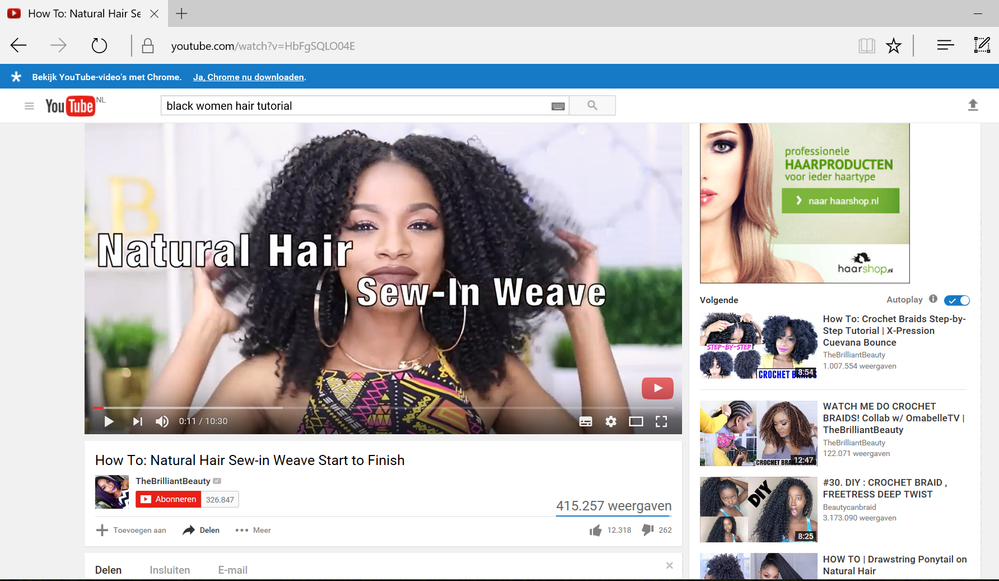 How To: Natural Hair Se
youtube.com/watch?v=HbFgSQLO04E
Bekijk YouTube-video's met Chrome. Ja, Chrome nu downloaden.
YouTube NL
black women hair tutorial
B
Natural Hair
Sew-In Weave
0:11 / 10:30
How To: Natural Hair Sew-in Weave Start to Finish
TheBrilliantBeauty
Abonneren 326.847
415.257 weergaven
Toevoegen aan Delen Meer
12.318 262
Delen Insluiten E-mail
professionele
HAARPRODUCTEN
voor ieder haartype
naar haarshop.nl
haarshop.nl
Volgende Autoplay
STEP-BY-STEP
8:54
How To: Crochet Braids Step-by-
Step Tutorial | X-Pression
Cuevana Bounce
TheBrilliantBeauty
1.007.554 weergaven
12:47
WATCH ME DO CROCHET
BRAIDS! Collab w/ OmabelleTV |
TheBrilliantBeauty
TheBrilliantBeauty
122.071 weergaven
DIY
8:25
#30. DIY : CROCHET BRAID ,
FREETRESS DEEP TWIST
Beautycanbraid
3.173.090 weergaven
HOW TO | Drawstring Ponytail on
Natural Hair